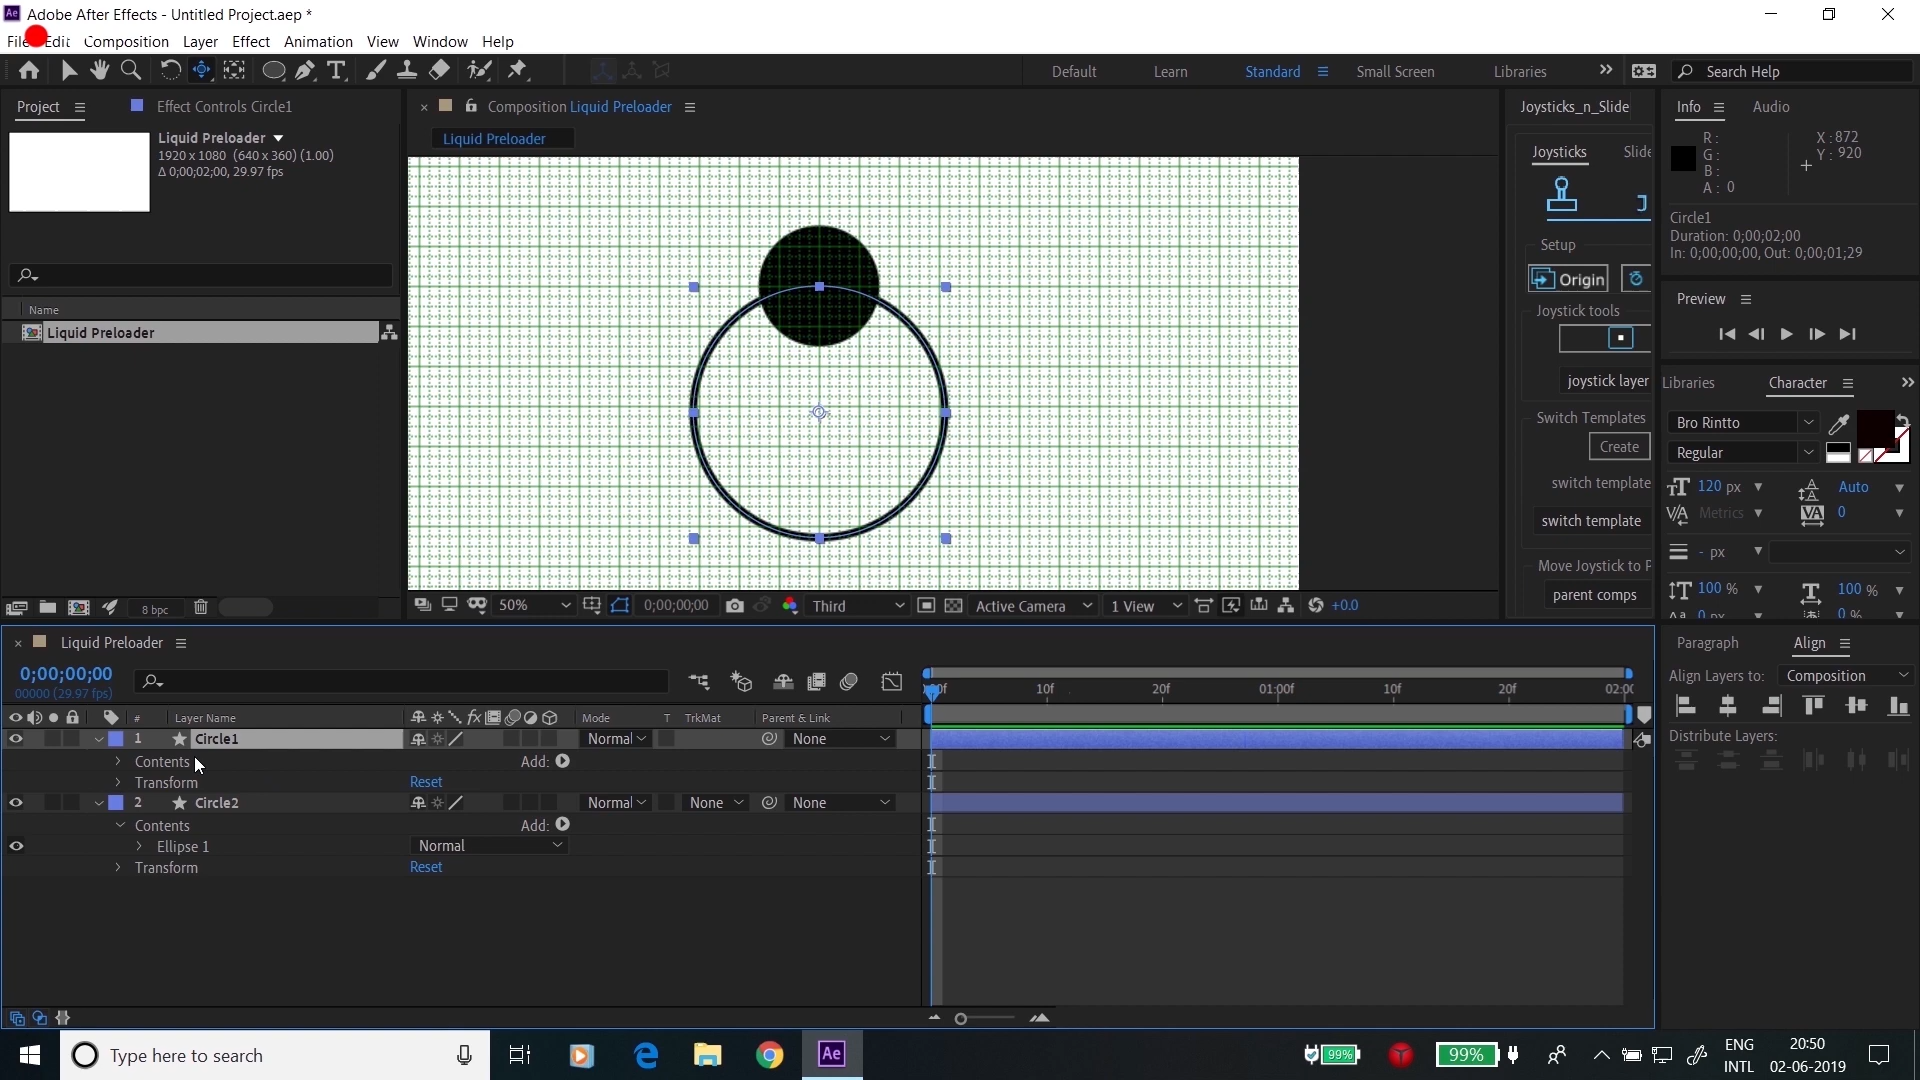 Adobe After Effects - Untitled Project.aep *
File Edit Composition Layer Effect Animation View Window Help
Default Learn Standard Small Screen Libraries Search Help
Project Effect Controls Circle1
Liquid Preloader
1920 x 1080 (640 x 360) (1.00)
Δ 0;00;02;00, 29.97 fps
Name
Liquid Preloader
8 bpc
Composition Liquid Preloader
Liquid Preloader
50% 0;00;00;00 Third Active Camera 1 View +0.0
Joysticks_n_Slide
Joysticks Slide
J
Setup
Origin
Joystick tools
joystick layer
Switch Templates
Create
switch template
switch template
Move Joystick to P
parent comps
Info Audio
R :
G :
B :
A : 0
X : 872
Y : 920
Circle1
Duration: 0;00;02;00
In: 0;00;00;00, Out: 0;00;01;29
Preview
Libraries Character
Bro Rintto
Regular
120 px Auto
Metrics 0
- px
100 % 100 %
0 px 0 %
Liquid Preloader
0;00;00;00
00000 (29.97 fps)
# Layer Name Mode T TrkMat Parent & Link
1 Circle1 Normal None
Contents Add:
Transform Reset
2 Circle2 Normal None None
Contents Add:
Ellipse 1 Normal
Transform Reset
10f 20f 01:00f 10f 20f
Paragraph Align
Align Layers to: Composition
Distribute Layers:
Type here to search
Ae
99% 99%
ENG
INTL
20:50
02-06-2019